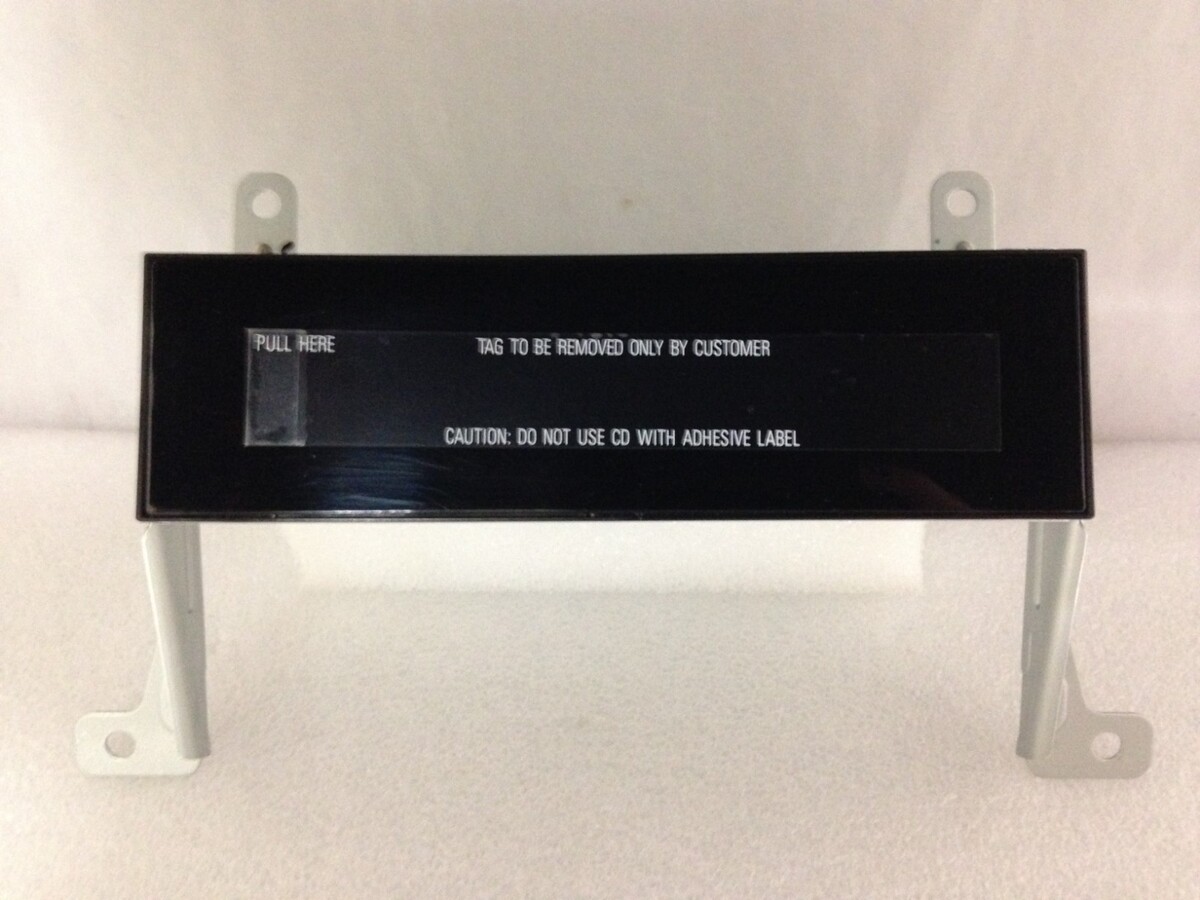 PULL HERE
TAG TO BE REMOVED ONLY BY CUSTOMER
CAUTION: DO NOT USE CD WITH ADHESIVE LABEL